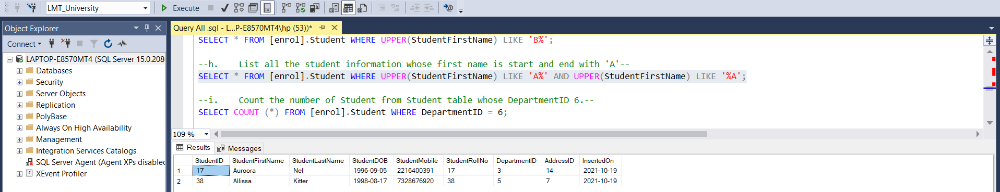 LMT_University
Execute
Object Explorer
Query All .sql - L...P-E8570MT4\hp (53))*
Connect
LAPTOP-E8570MT4 (SQL Server 15.0.208
Databases
Security
Server Objects
Replication
PolyBase
Always On High Availability
Management
Integration Services Catalogs
SQL Server Agent (Agent XPs disabled
XEvent Profiler
SELECT * FROM [enrol].Student WHERE UPPER(StudentFirstName) LIKE 'B%';
--h.    List all the student information whose first name is start and end with 'A'--
SELECT * FROM [enrol].Student WHERE UPPER(StudentFirstName) LIKE 'A%' AND UPPER(StudentFirstName) LIKE '%A';
--i.    Count the number of Student from Student table whose DepartmentID 6.--
SELECT COUNT (*) FROM [enrol].Student WHERE DepartmentID = 6;
109 %
Results Messages
StudentID StudentFirstName StudentLastName StudentDOB StudentMobile StudentRollNo DepartmentID AddressID InsertedOn
1 17 Auroora Nel 1996-09-05 2216400391 17 3 14 2021-10-19
2 38 Allissa Kitter 1998-08-17 7328676920 38 5 7 2021-10-19